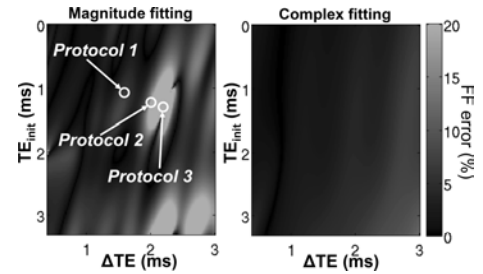 Magnitude fitting
Complex fitting
0
1
2
3
TE_init (ms)
Protocol 1
Protocol 2
Protocol 3
1
2
3
ΔTE (ms)
0
1
2
3
TE_init (ms)
1
2
3
ΔTE (ms)
20
15
10
5
0
FF error (%)